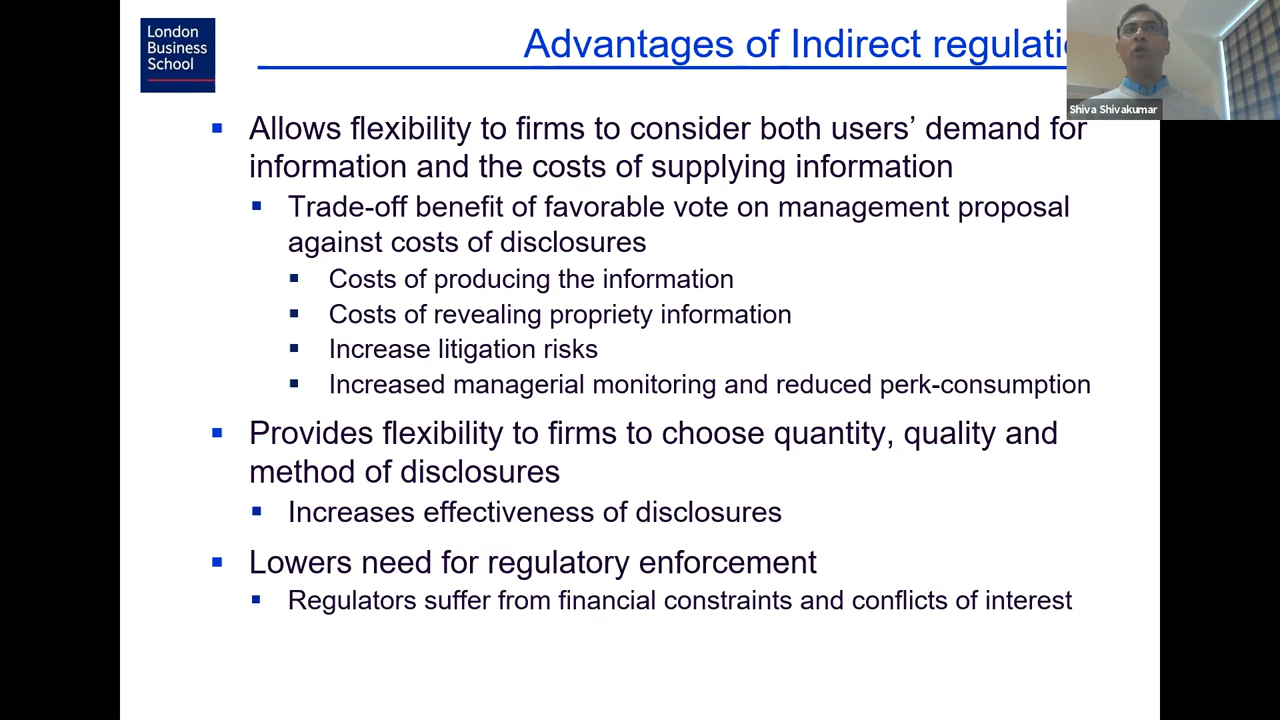 London
Business
School
Advantages of Indirect regulati
Shiva Shivakumar
Allows flexibility to firms to consider both users’ demand for
information and the costs of supplying information
Trade-off benefit of favorable vote on management proposal
against costs of disclosures
Costs of producing the information
Costs of revealing propriety information
Increase litigation risks
Increased managerial monitoring and reduced perk-consumption
Provides flexibility to firms to choose quantity, quality and
method of disclosures
Increases effectiveness of disclosures
Lowers need for regulatory enforcement
Regulators suffer from financial constraints and conflicts of interest